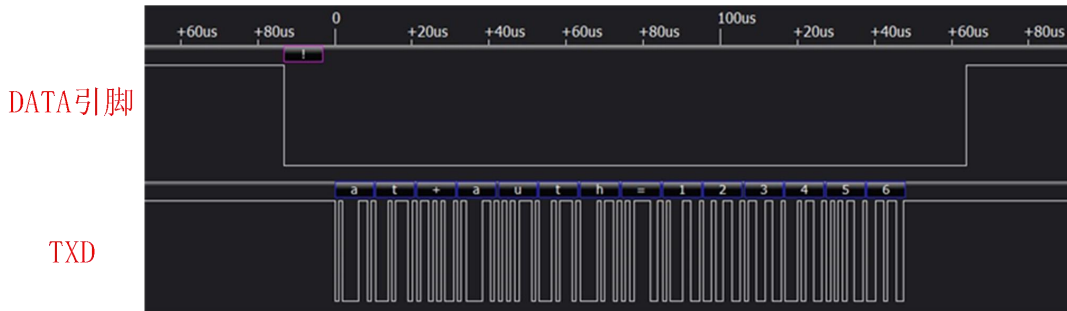 +60us +80us 0 +20us +40us +60us +80us 100us +20us +40us +60us +80us
!
DATA引脚
a t + a u t h = 1 2 3 4 5 6
TXD